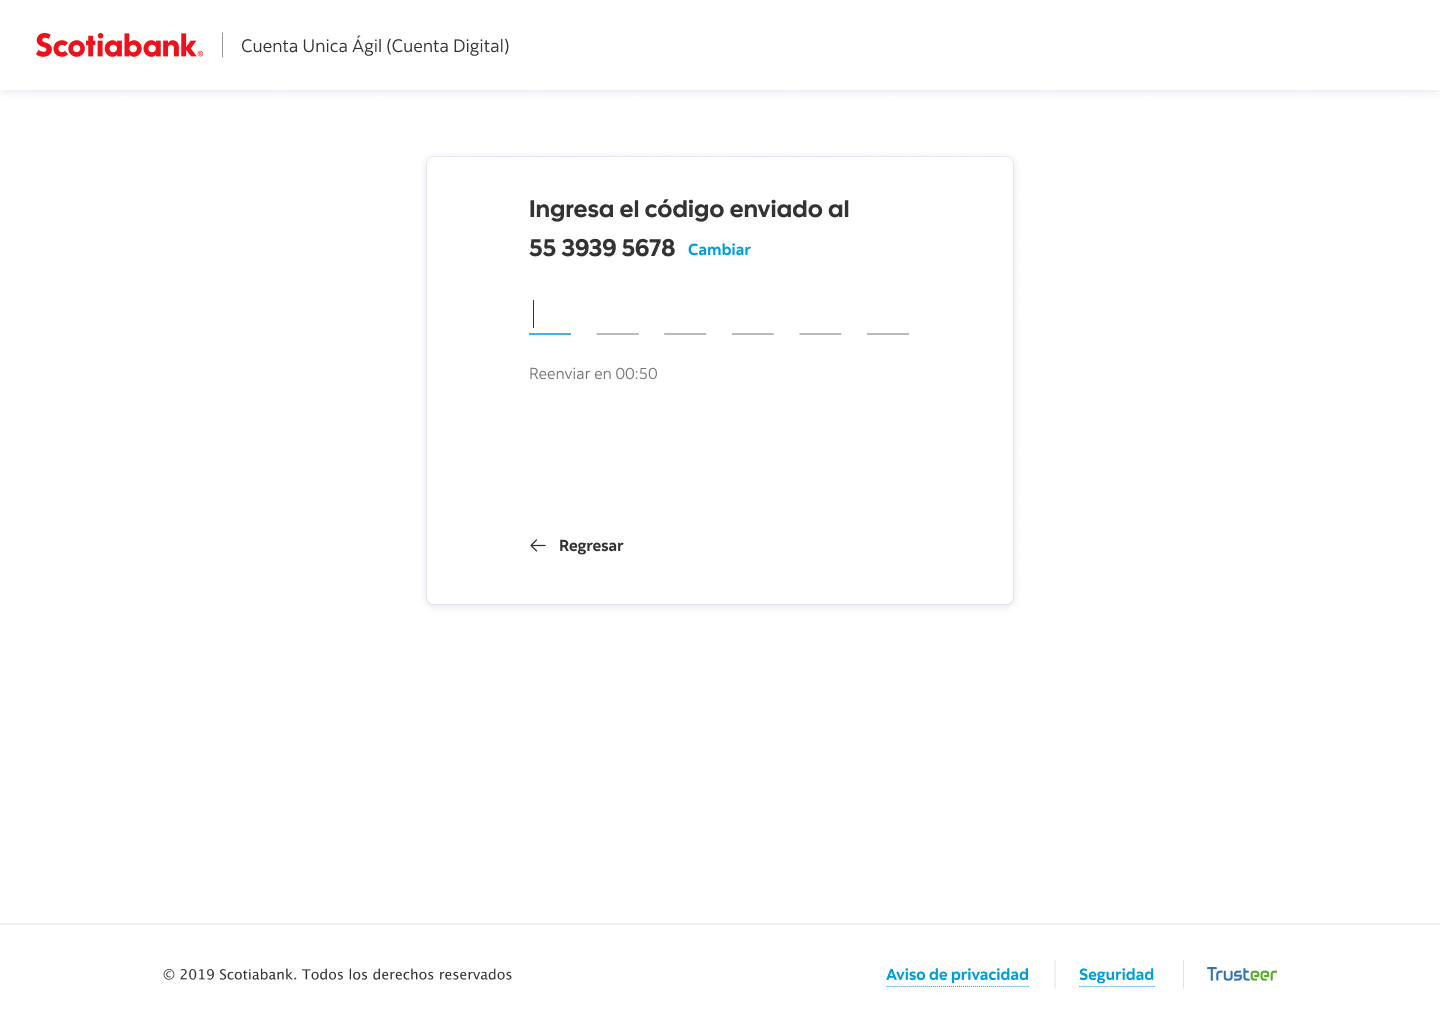 Scotiabank®
Cuenta Unica Ágil (Cuenta Digital)
Ingresa el código enviado al
55 3939 5678 Cambiar
Reenviar en 00:50
← Regresar
© 2019 Scotiabank. Todos los derechos reservados
Aviso de privacidad
Seguridad
Trusteer